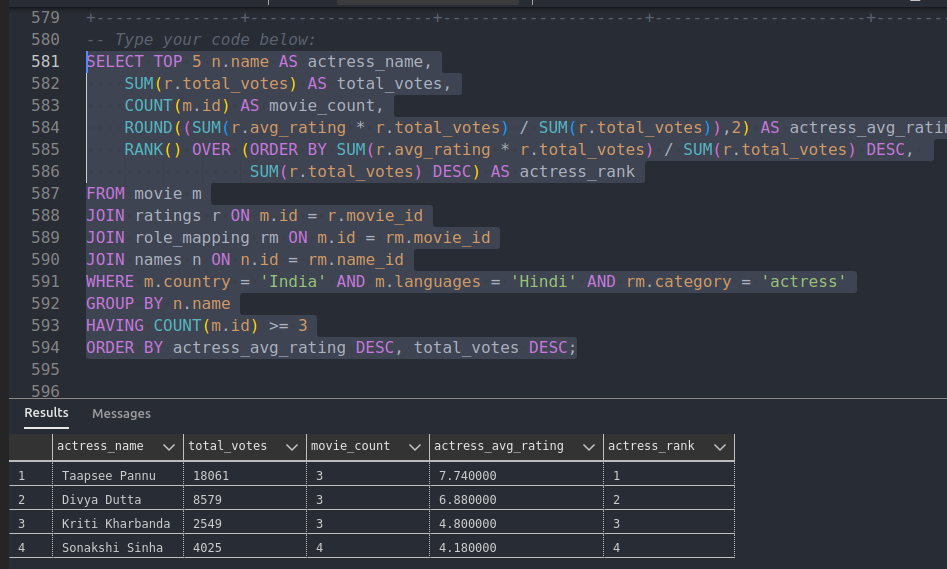 579 +---------------+-------------------+---------------------+----------------------+-------
580 -- Type your code below:
581 SELECT TOP 5 n.name AS actress_name,
582 SUM(r.total_votes) AS total_votes,
583 COUNT(m.id) AS movie_count,
584 ROUND((SUM(r.avg_rating * r.total_votes) / SUM(r.total_votes)),2) AS actress_avg_ratin
585 RANK() OVER (ORDER BY SUM(r.avg_rating * r.total_votes) / SUM(r.total_votes) DESC,
586 SUM(r.total_votes) DESC) AS actress_rank
587 FROM movie m
588 JOIN ratings r ON m.id = r.movie_id
589 JOIN role_mapping rm ON m.id = rm.movie_id
590 JOIN names n ON n.id = rm.name_id
591 WHERE m.country = 'India' AND m.languages = 'Hindi' AND rm.category = 'actress'
592 GROUP BY n.name
593 HAVING COUNT(m.id) >= 3
594 ORDER BY actress_avg_rating DESC, total_votes DESC;
595
596
Results Messages
actress_name total_votes movie_count actress_avg_rating actress_rank
1 Taapsee Pannu 18061 3 7.740000 1
2 Divya Dutta 8579 3 6.880000 2
3 Kriti Kharbanda 2549 3 4.800000 3
4 Sonakshi Sinha 4025 4 4.180000 4